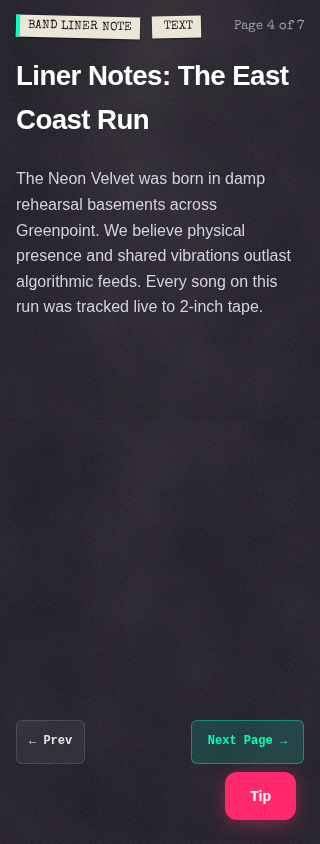 BAND LINER NOTE TEXT Page 4 of 7
Liner Notes: The East
Coast Run
The Neon Velvet was born in damp
rehearsal basements across
Greenpoint. We believe physical
presence and shared vibrations outlast
algorithmic feeds. Every song on this
run was tracked live to 2-inch tape.
← Prev Next Page →
Tip